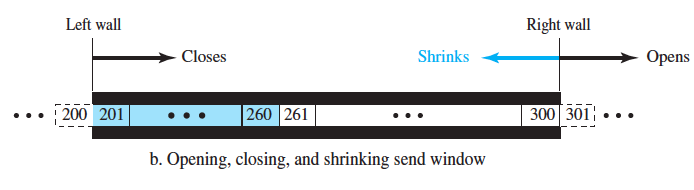 Left wall Right wall
Closes Shrinks Opens
••• 200 201 ••• 260 261 ••• 300 301 •••
b. Opening, closing, and shrinking send window